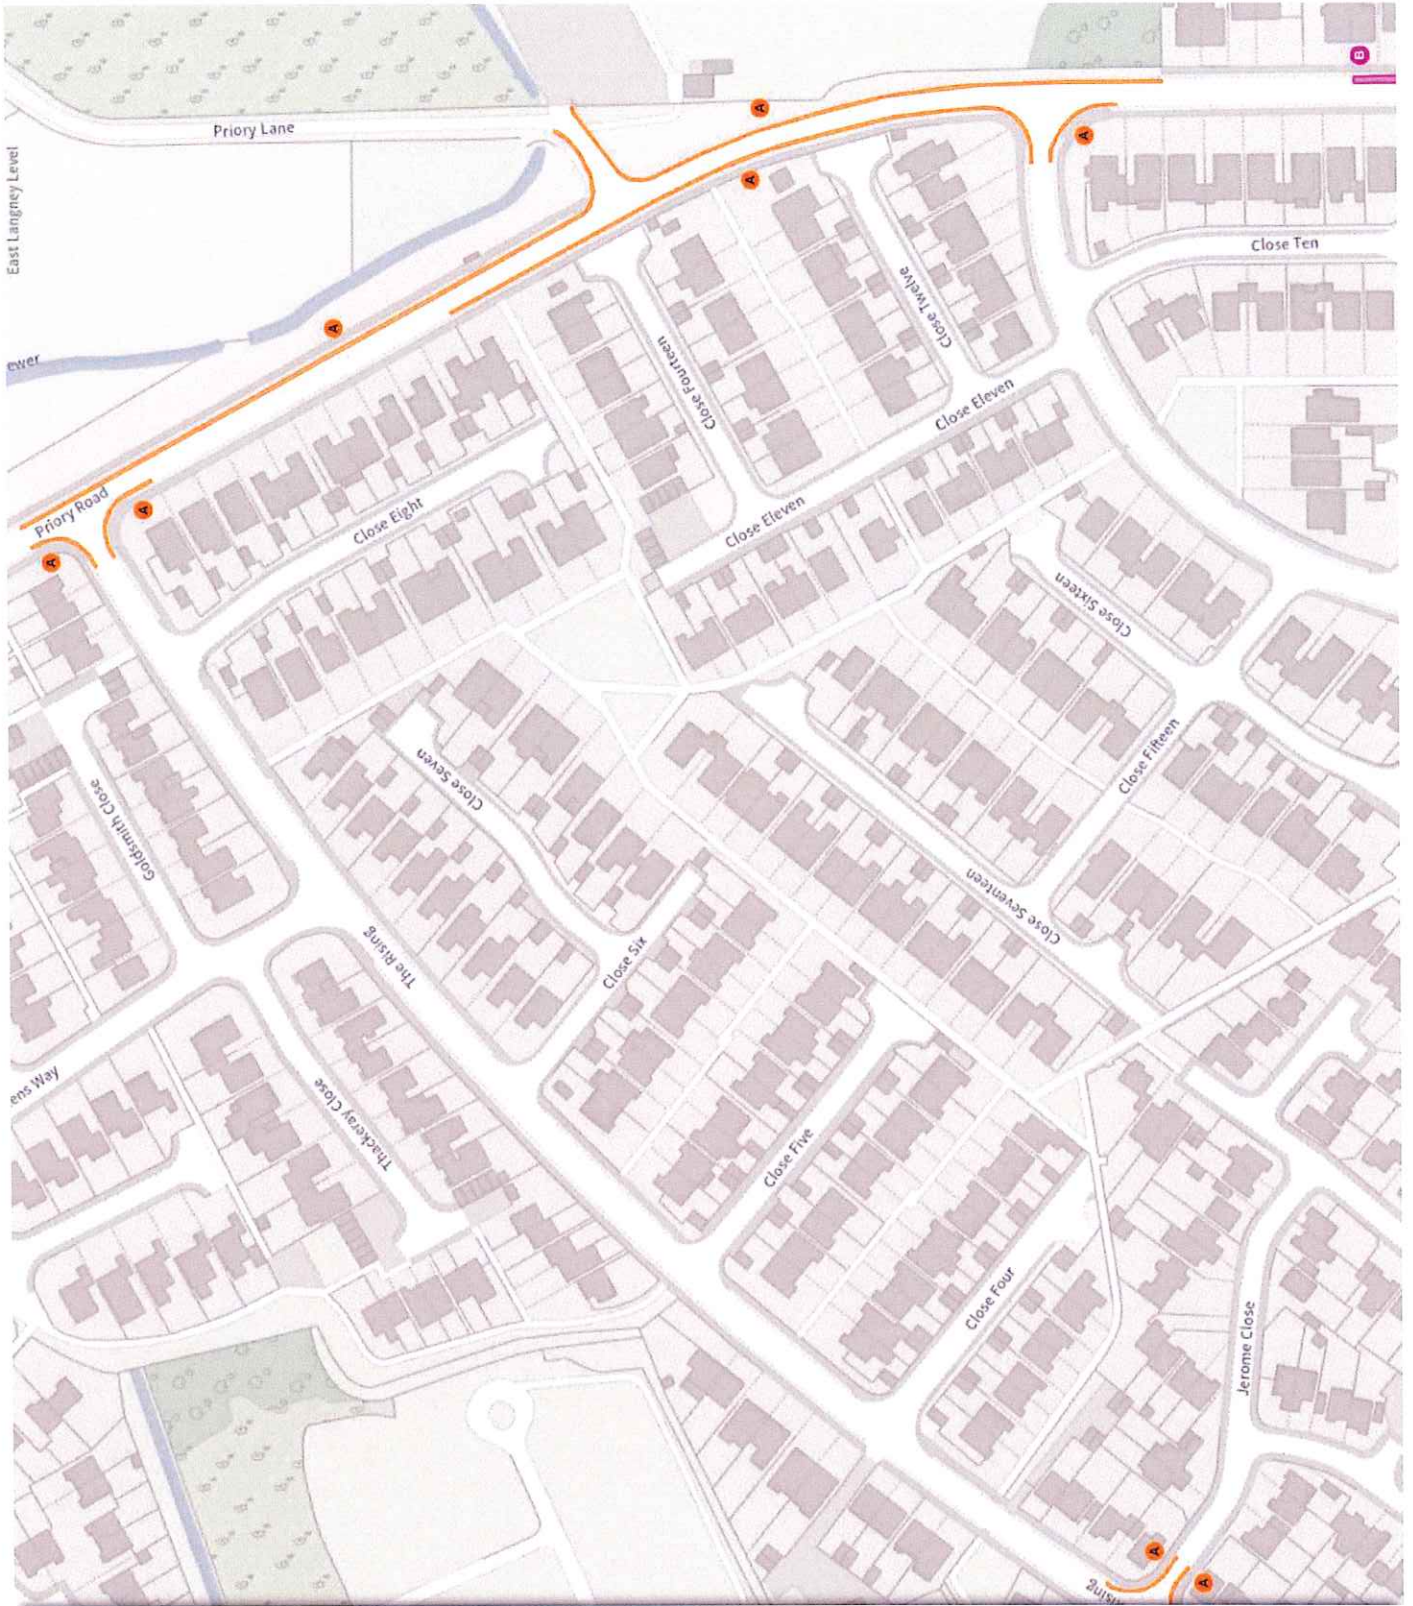 B
A
Priory Lane
East Langney Level
A
A
A
Close Ten
Close Twelve
A
ewer
Close Fourteen
Close Eleven
Priory Road
A
Close Eight
Close Eleven
A
Close Sixteen
Close Seven
Close Fifteen
Goldsmith Close
Close Seventeen
The Rising
Close Six
ens Way
Thackeray Close
Close Five
Close Four
Jerome Close
A
A
Rising